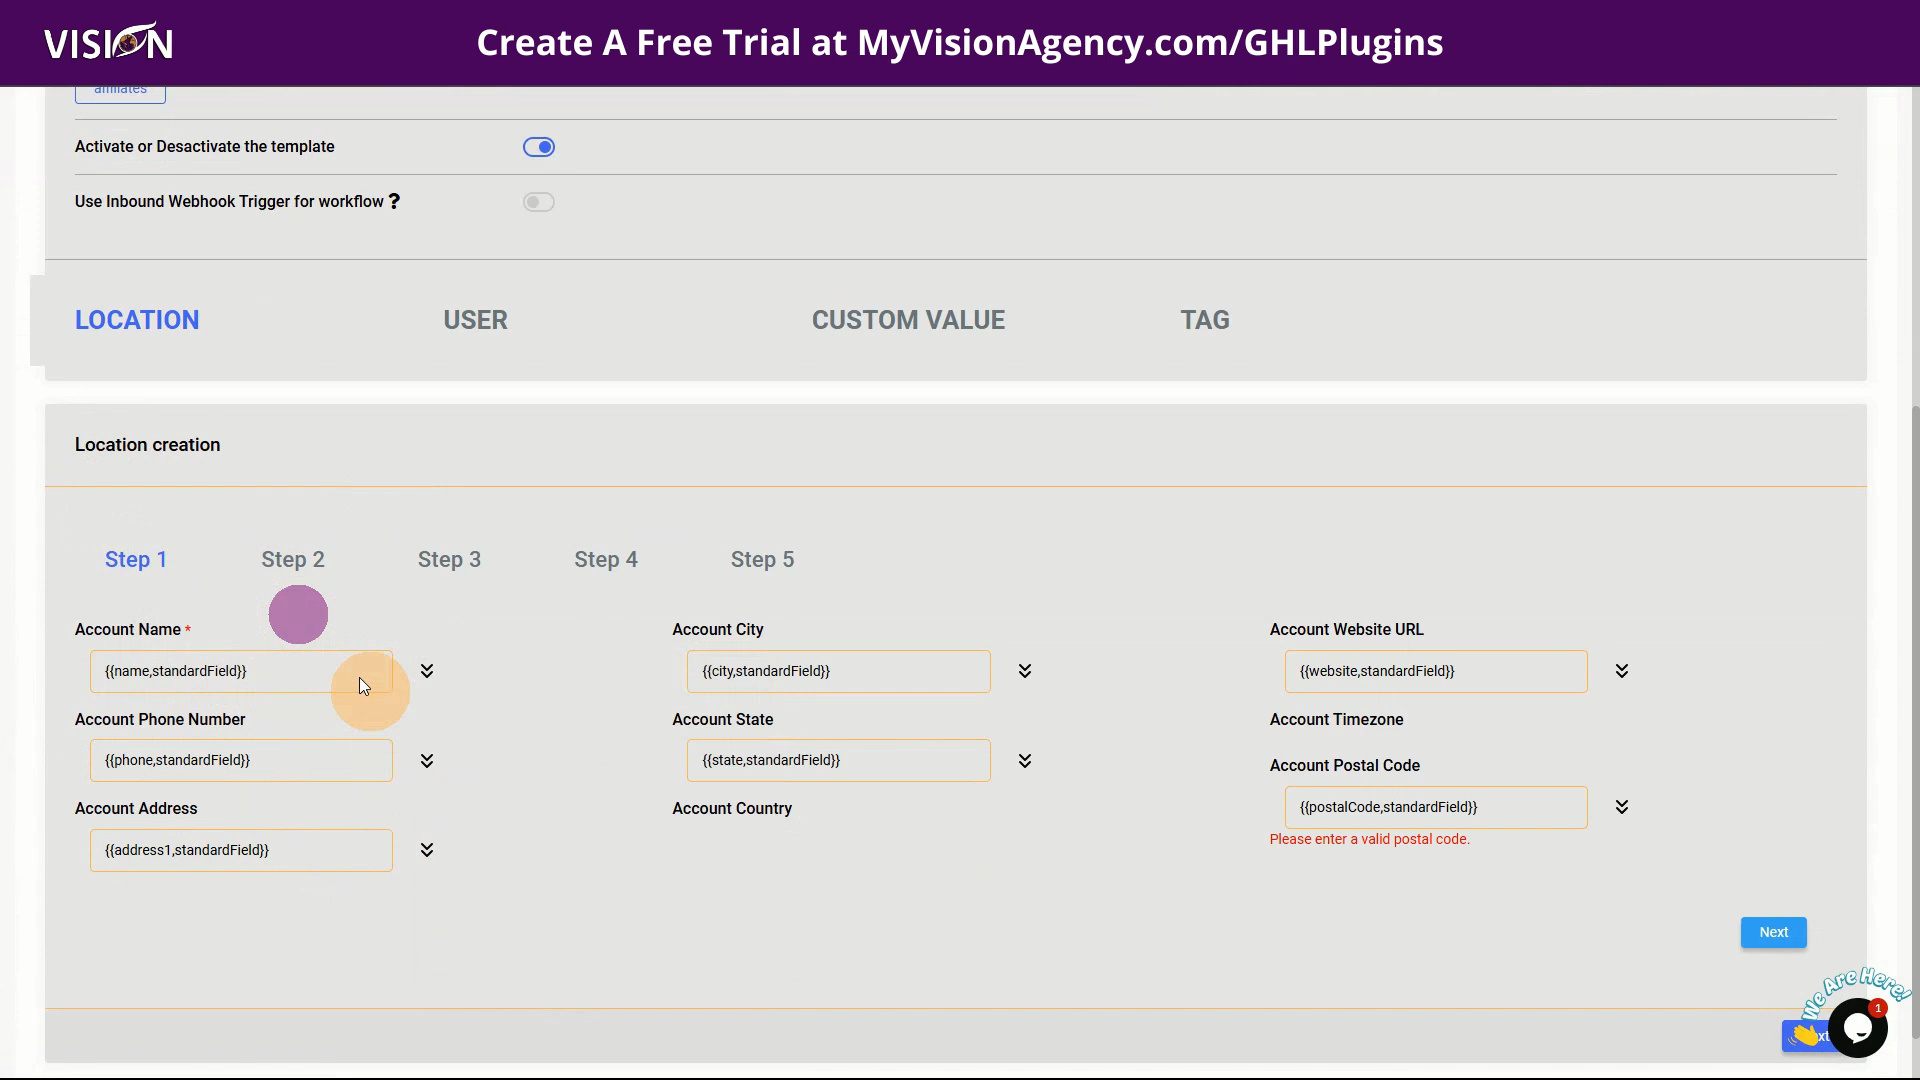 VISION
Create A Free Trial at MyVisionAgency.com/GHLPlugins
affiliates
Activate or Desactivate the template
Use Inbound Webhook Trigger for workflow ?
LOCATION USER CUSTOM VALUE TAG
Location creation
Step 1 Step 2 Step 3 Step 4 Step 5
Account Name * Account City Account Website URL
{{name,standardField}} {{city,standardField}} {{website,standardField}}
Account Phone Number Account State Account Timezone
{{phone,standardField}} {{state,standardField}}
Account Postal Code
{{postalCode,standardField}}
Account Address Account Country
Please enter a valid postal code.
{{address1,standardField}}
Next
We Are Here!
1